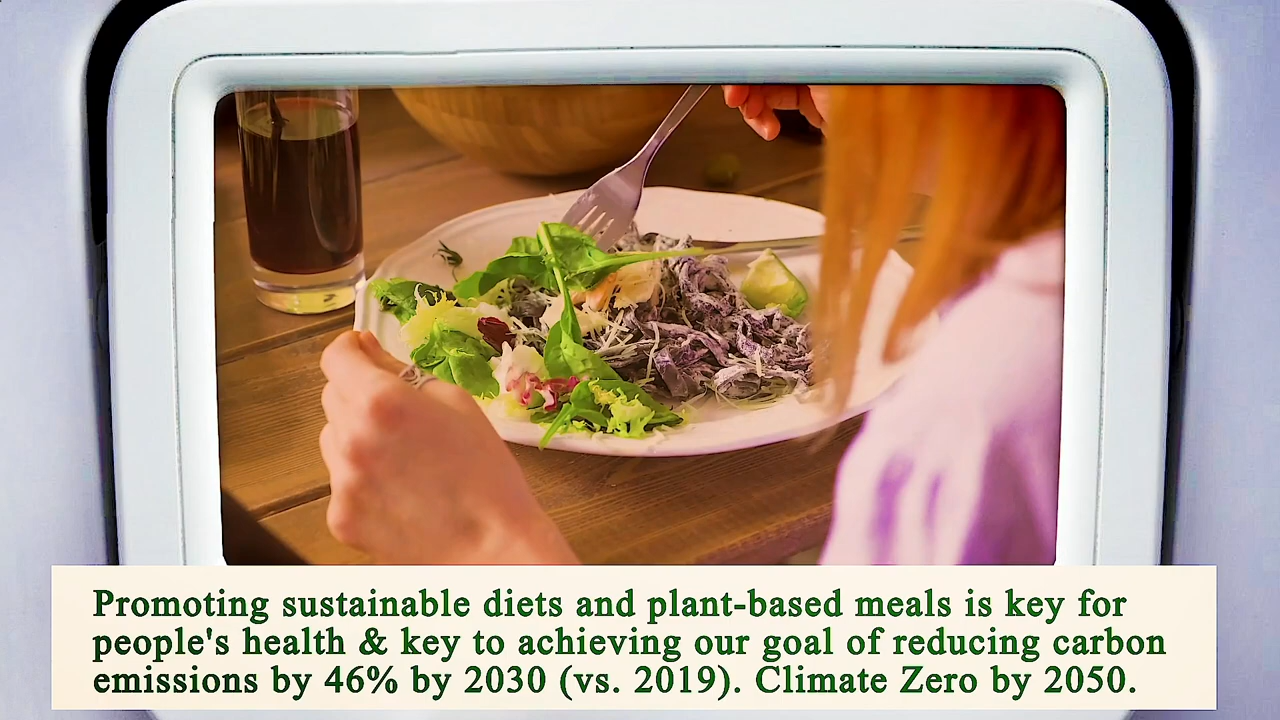 Promoting sustainable diets and plant-based meals is key for
people's health & key to achieving our goal of reducing carbon
emissions by 46% by 2030 (vs. 2019). Climate Zero by 2050.